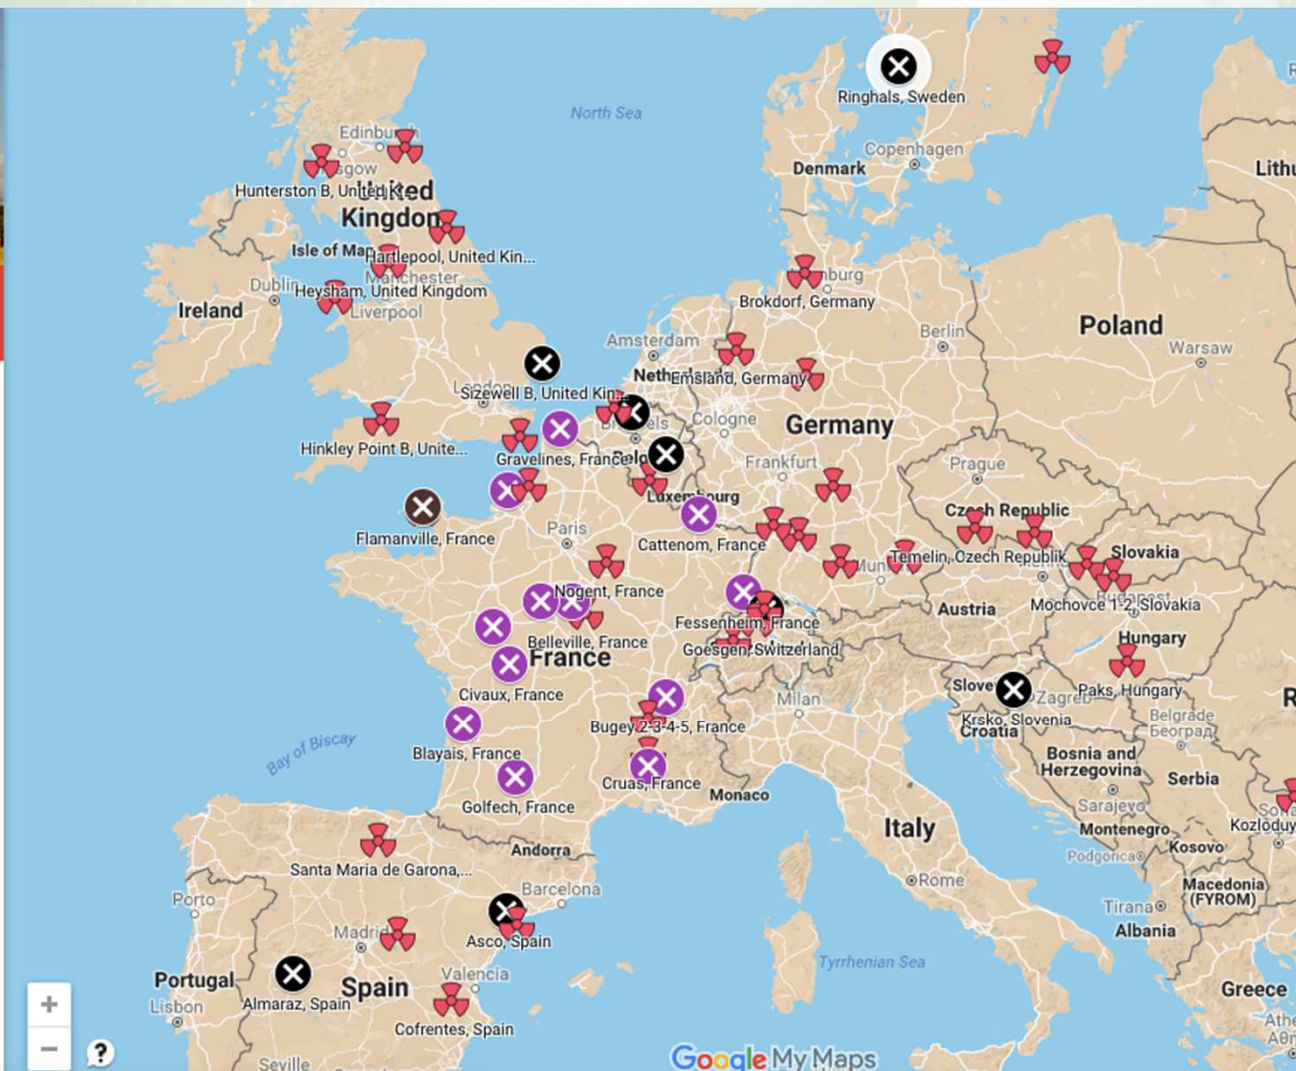 Ringhals, Sweden
North Sea
Copenhagen
Denmark
Edinburgh
Hunterston B, United K...
United
Kingdom
Isle of Man
Hartlepool, United Kin...
Manchester
Dublin
Heysham, United Kingdom
Ireland
Liverpool
Brokdorf, Germany
Berlin
Poland
Warsaw
Amsterdam
Emsland, Germany
London
Sizewell B, United Kin...
Cologne
Germany
Hinkley Point B, Unite...
Gravelines, France
Frankfurt
Prague
Luxembourg
Czech Republic
Paris
Flamanville, France
Cattenom, France
Temelin, Czech Republik
Slovakia
Nogent, France
Mochovce 1-2, Slovakia
Budapest
Austria
Fessenheim, France
Belleville, France
Goesgen, Switzerland
Hungary
France
Civaux, France
Milan
Zagreb
Paks, Hungary
Krsko, Slovenia
Croatia
Belgrade
Београд
Bugey 2-3-4-5, France
Bay of Biscay
Blayais, France
Bosnia and
Herzegovina
Serbia
Cruas, France
Monaco
Golfech, France
Sarajevo
Italy
Montenegro
Kozloduy
Andorra
Kosovo
Podgorica
Santa Maria de Garona,...
Rome
Barcelona
Macedonia
(FYROM)
Porto
Tirana
Madrid
Asco, Spain
Albania
Tyrrhenian Sea
Portugal
Valencia
Spain
Greece
Almaraz, Spain
Lisbon
Cofrentes, Spain
+
−
?
Seville
Google My Maps